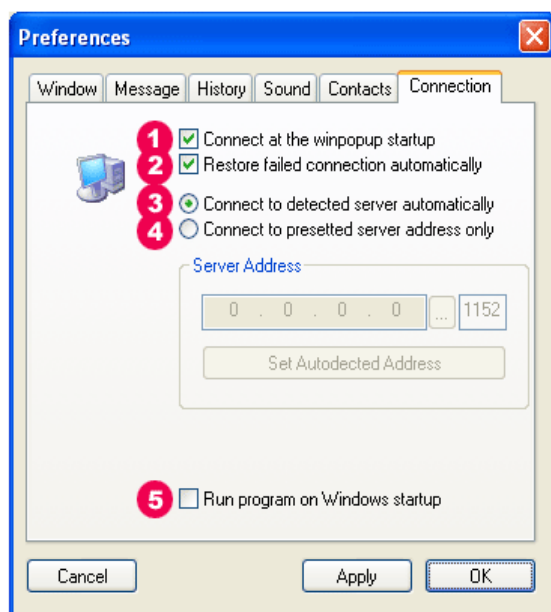 Preferences
Window Message History Sound Contacts Connection
1 Connect at the winpopup startup
2 Restore failed connection automatically
3 Connect to detected server automatically
4 Connect to presetted server address only
Server Address
0 . 0 . 0 . 0 ... 1152
Set Autodected Address
5 Run program on Windows startup
Cancel Apply OK